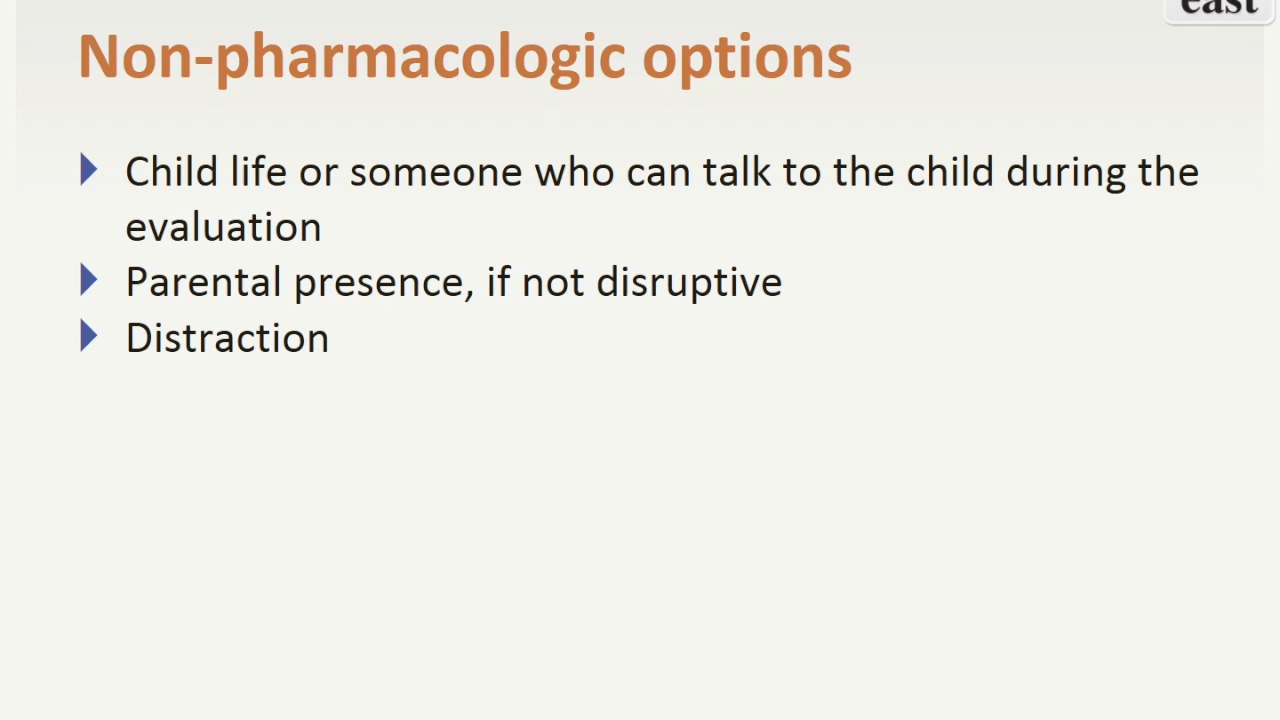 east
Non-pharmacologic options
Child life or someone who can talk to the child during the
evaluation
Parental presence, if not disruptive
Distraction